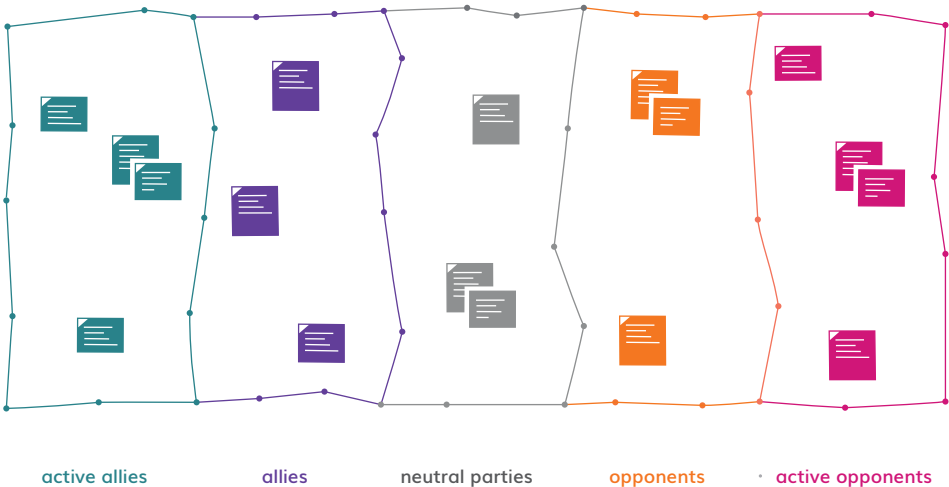 active allies
allies
neutral parties
opponents
active opponents